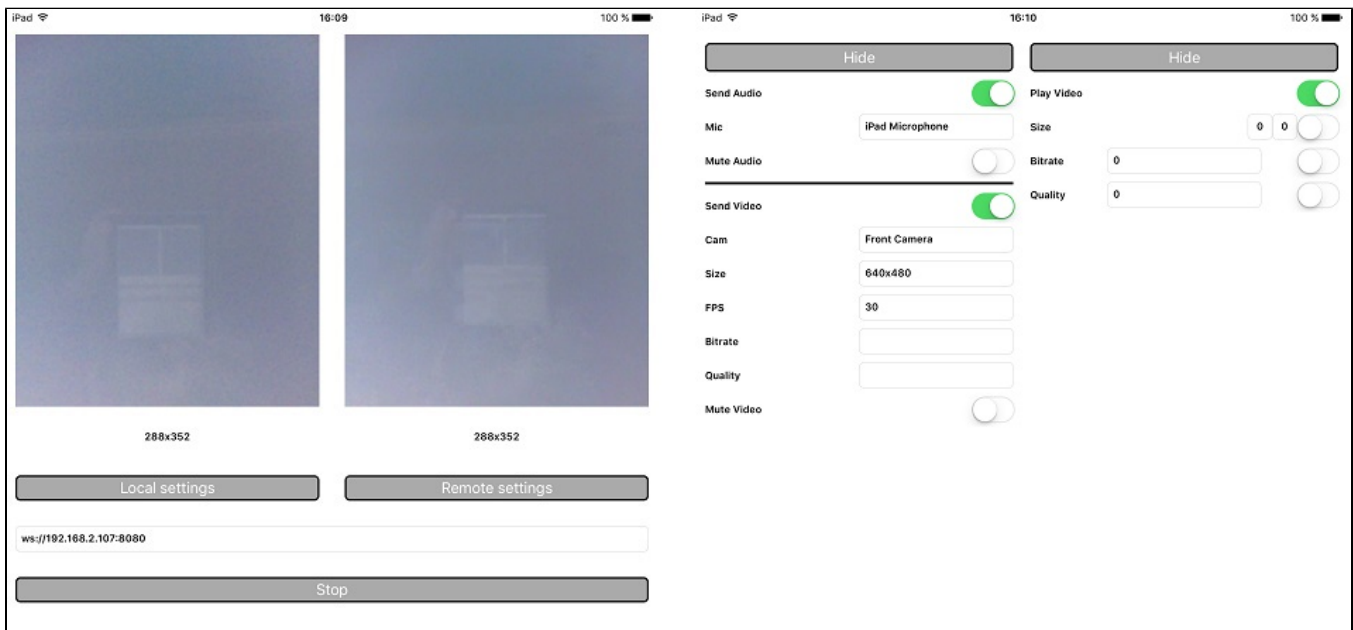 iPad 16:09 100 %
288x352 288x352
Local settings Remote settings
ws://192.168.2.107:8080
Stop
iPad 16:10 100 %
Hide
Send Audio
Mic iPad Microphone
Mute Audio
Send Video
Cam Front Camera
Size 640x480
FPS 30
Bitrate
Quality
Mute Video
Hide
Play Video
Size 0 0
Bitrate 0
Quality 0